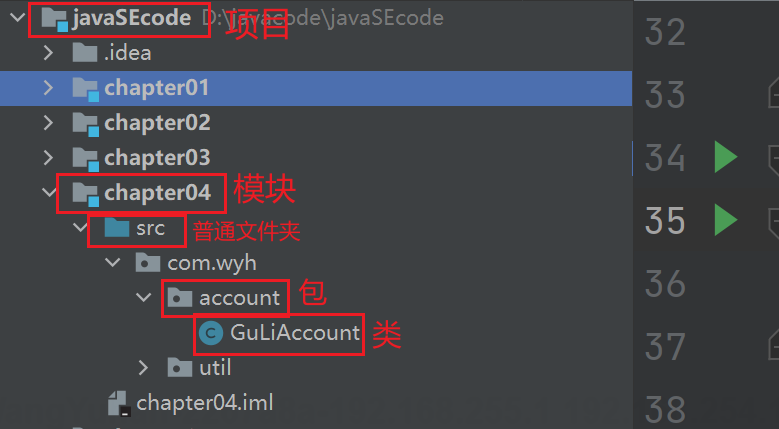 javaSEcode D:\javacode\javaSEcode 项目
.idea
chapter01
chapter02
chapter03
chapter04 模块
src 普通文件夹
com.wyh
account 包
GuLiAccount 类
util
chapter04.iml
32
33
34
35
36
37
38